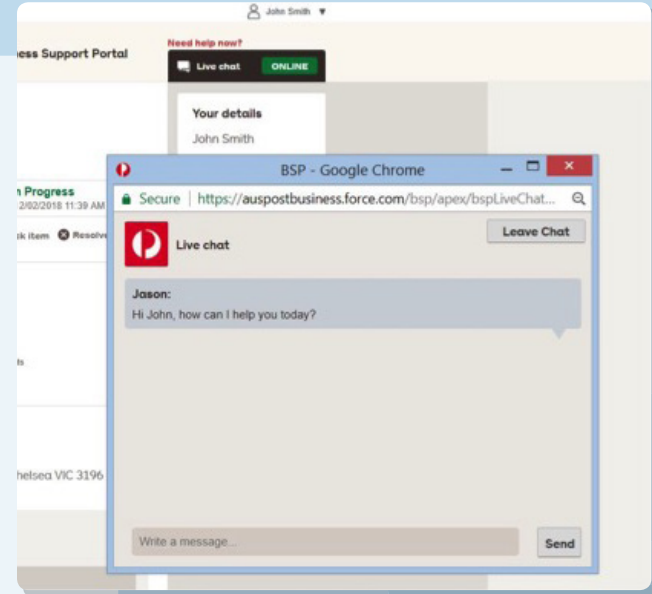 John Smith ▼
ess Support Portal
Need help now?
Live chat ONLINE
Your details
John Smith
BSP - Google Chrome
Secure https://auspostbusiness.force.com/bsp/apex/bspLiveChat...
Progress
2/02/2018 11:39 AM
item
Live chat
Leave Chat
Jason:
Hi John, how can I help you today?
helsea VIC 3196
Write a message...
Send